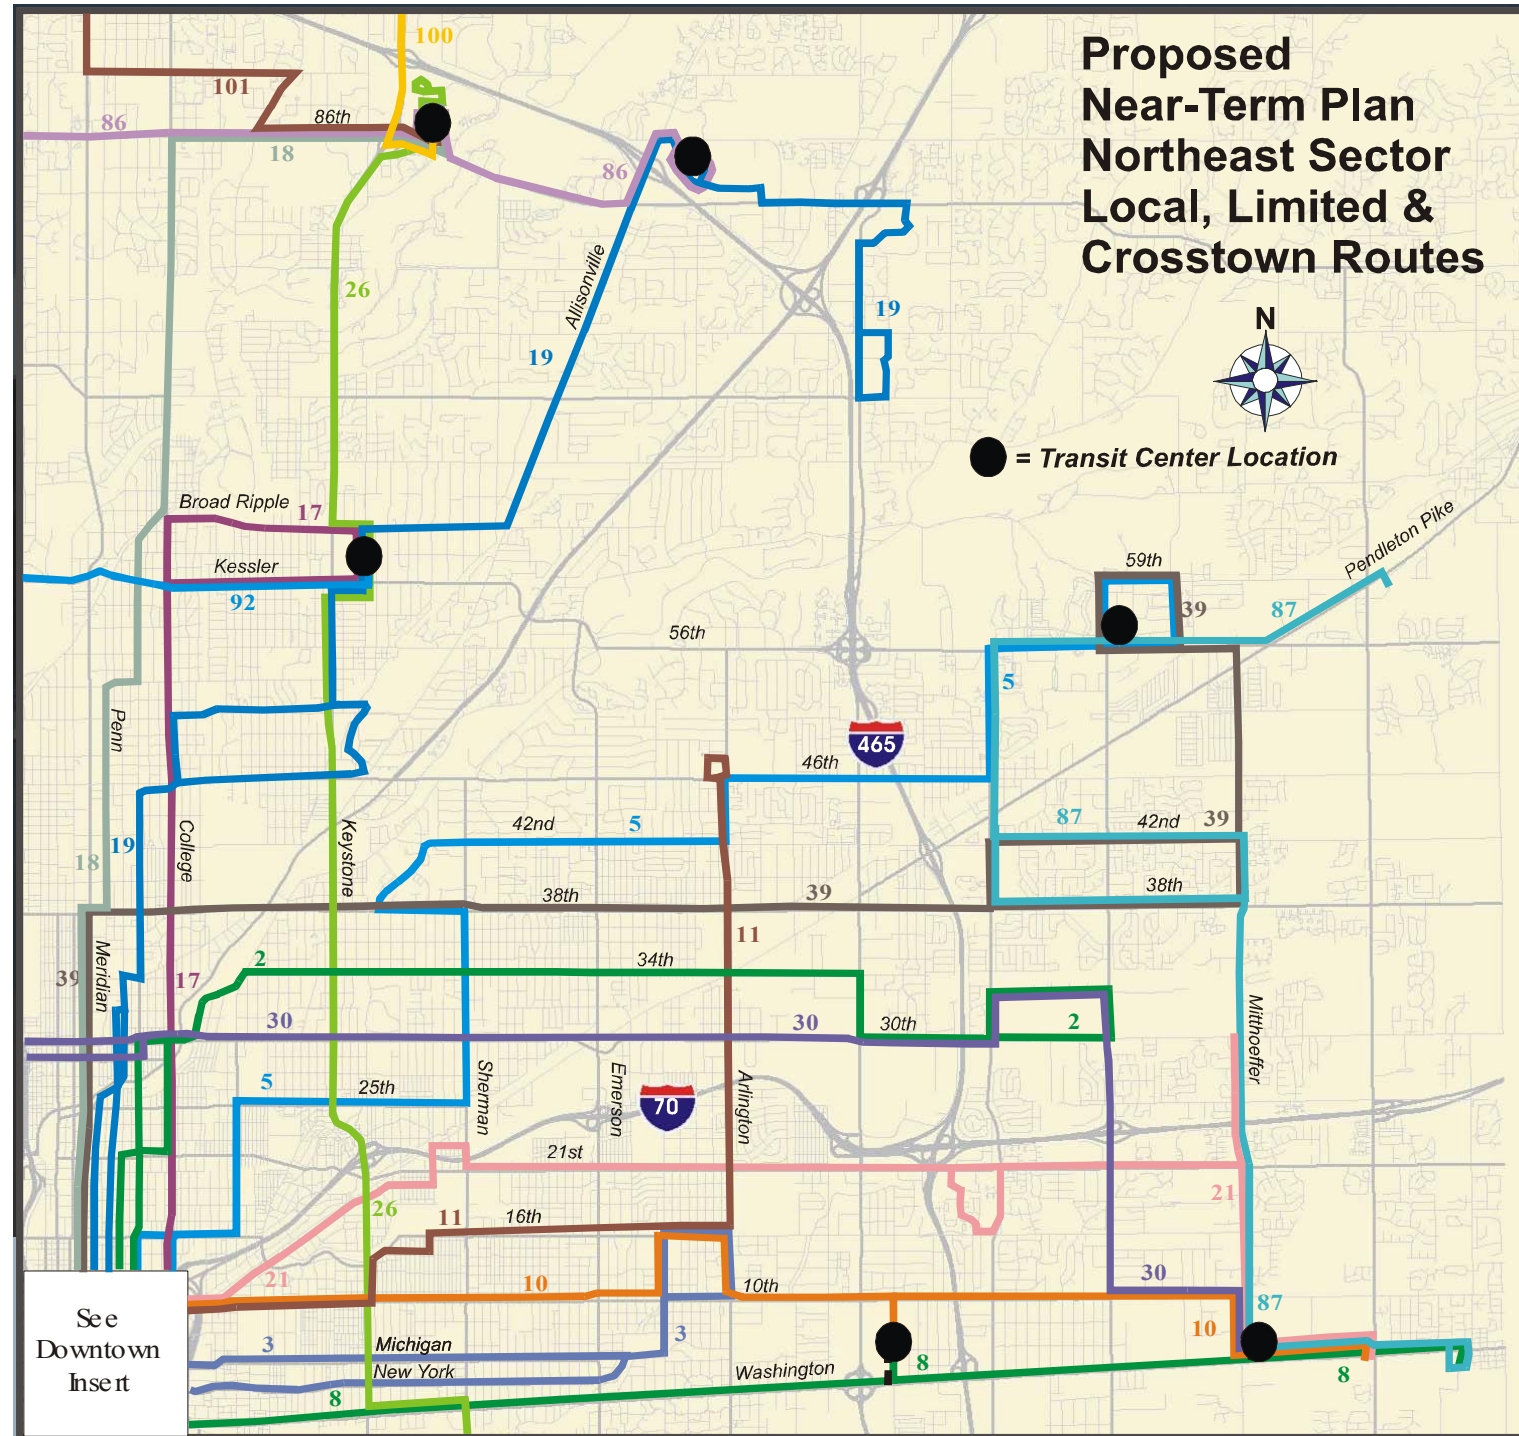 Proposed
Near-Term Plan
Northeast Sector
Local, Limited &
Crosstown Routes
N
= Transit Center Location
100
101
86th
86
18
86
26
Allisonville
19
19
Broad Ripple
17
Kessler
92
59th
Pendleton Pike
39
87
56th
5
Penn
465
46th
87
42nd
39
42nd
5
19
College
Keystone
18
38th
39
38th
11
2
34th
39
Meridian
17
30
30
30th
2
Mitthoeffer
5
25th
Sherman
Emerson
70
Arlington
21st
21
26
11
16th
21
10
10th
30
87
10
3
Michigan
3
New York
Washington
8
8
8
See
Downtown
Insert